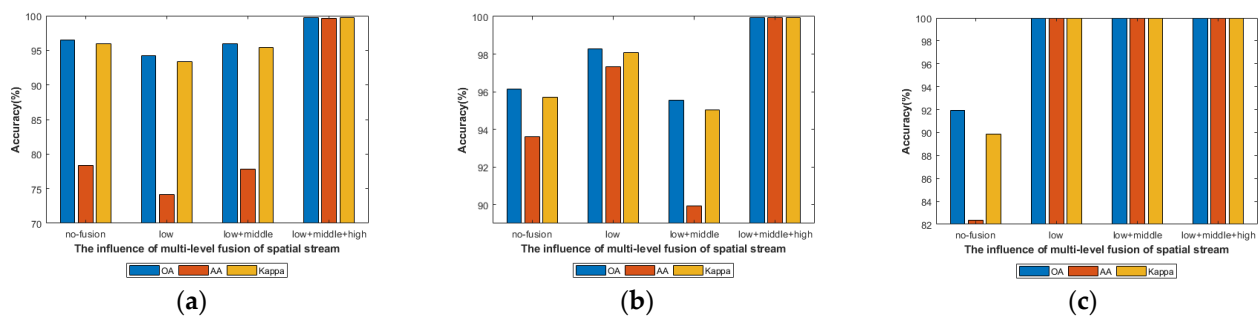 100
95
90
85
80
75
70
Accuracy(%)
no-fusion low low+middle low+middle+high
The influence of multi-level fusion of spatial stream
OA AA Kappa
(a)
100
98
96
94
92
90
Accuracy(%)
no-fusion low low+middle low+middle+high
The influence of multi-level fusion of spatial stream
OA AA Kappa
(b)
100
98
96
94
92
90
88
86
84
82
Accuracy(%)
no-fusion low low+middle low+middle+high
The influence of multi-level fusion of spatial stream
OA AA Kappa
(c)